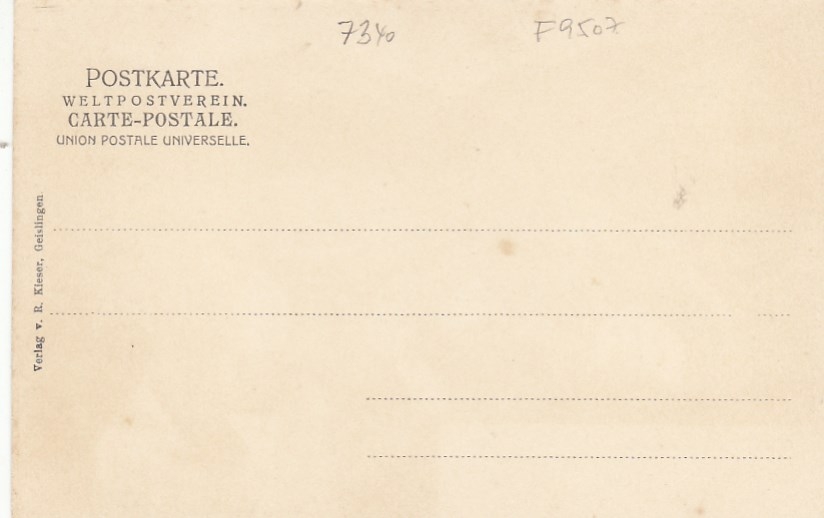 7340 F9507
POSTKARTE.
WELTPOSTVEREIN.
CARTE-POSTALE.
UNION POSTALE UNIVERSELLE.
Verlag v. R. Kieser, Geislingen